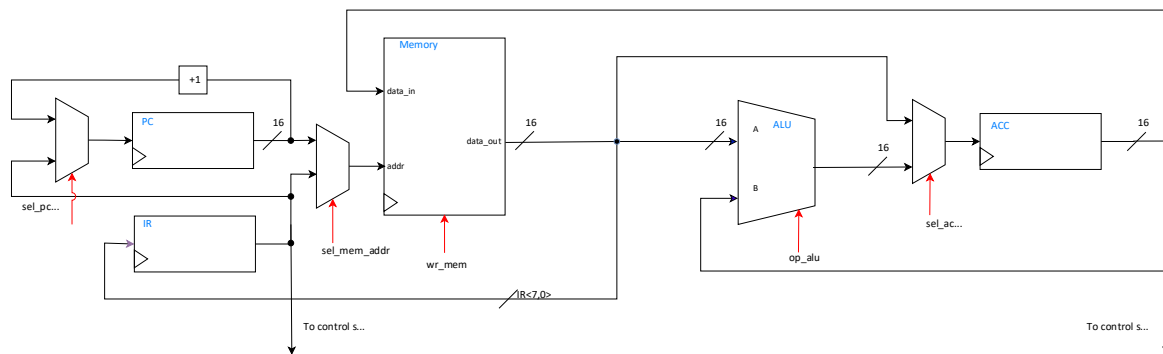 Memory
+1
data_in
PC
16
16
data_out
addr
16
A
ALU
B
16
ACC
16
sel_pc...
IR
sel_mem_addr
wr_mem
op_alu
sel_ac...
IR<7,0>
To control s...
To control s...